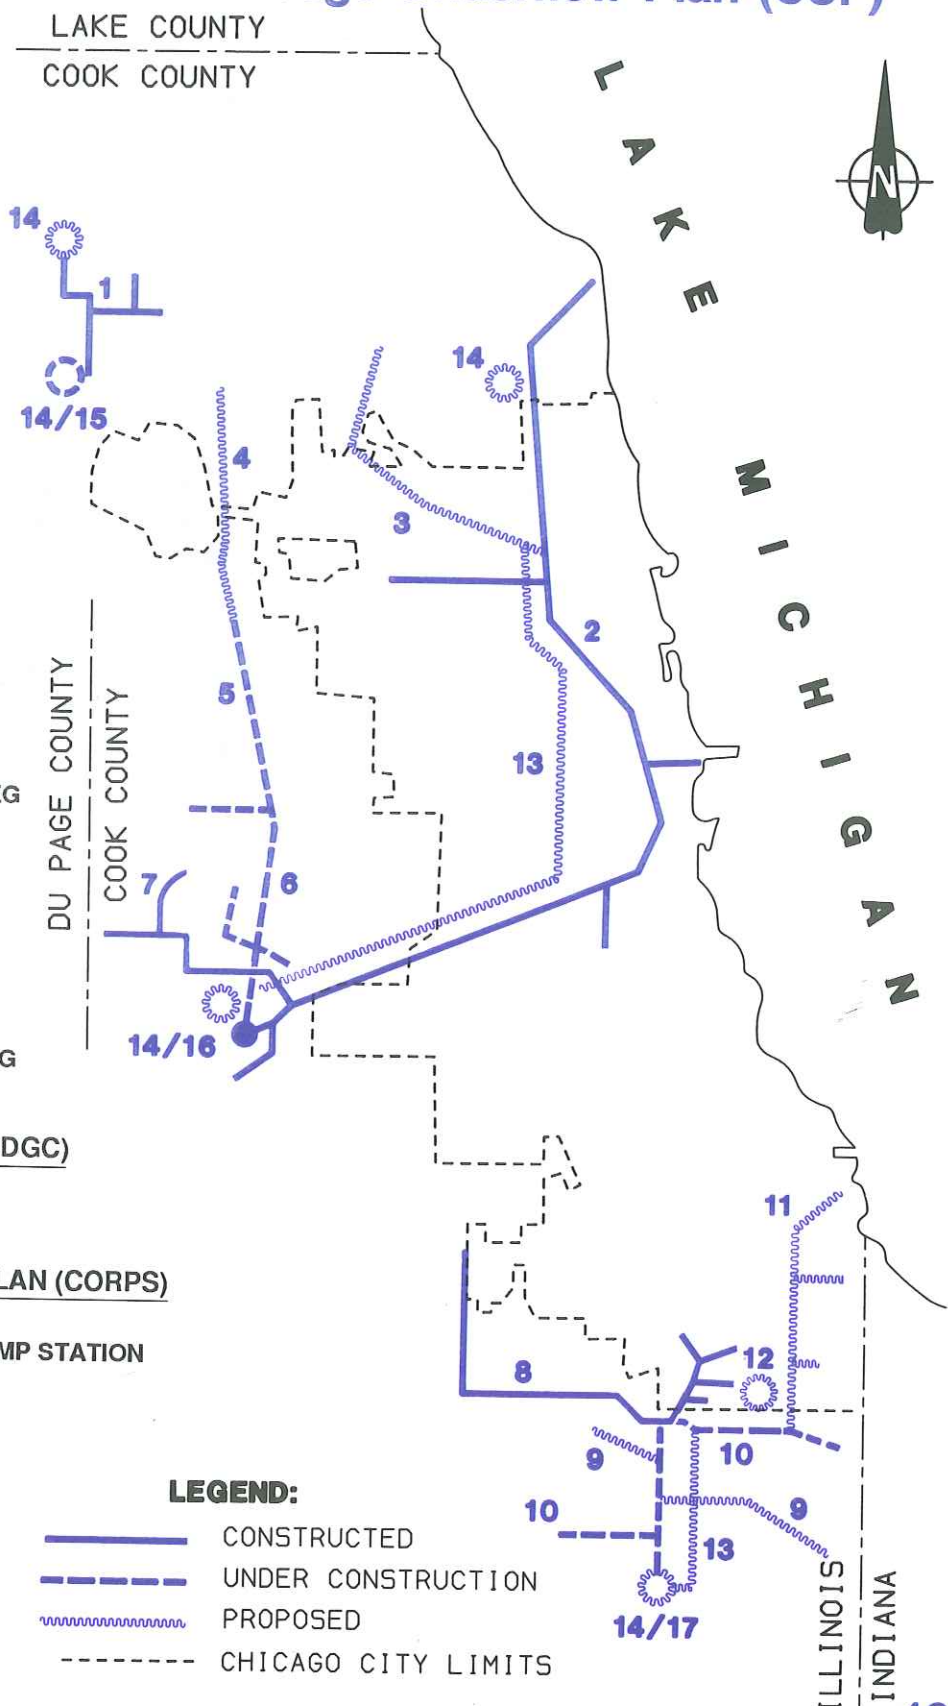 Plan
LAKE COUNTY
COOK COUNTY
LAKE MICHIGAN
N
14
1
14/15
14
4
3
2
5
13
DU PAGE COUNTY
COOK COUNTY
G
7
6
14/16
G
DGC)
LAN (CORPS)
MP STATION
11
12
8
10
9
9
10
13
14/17
ILLINOIS
INDIANA
LEGEND:
CONSTRUCTED
UNDER CONSTRUCTION
PROPOSED
CHICAGO CITY LIMITS